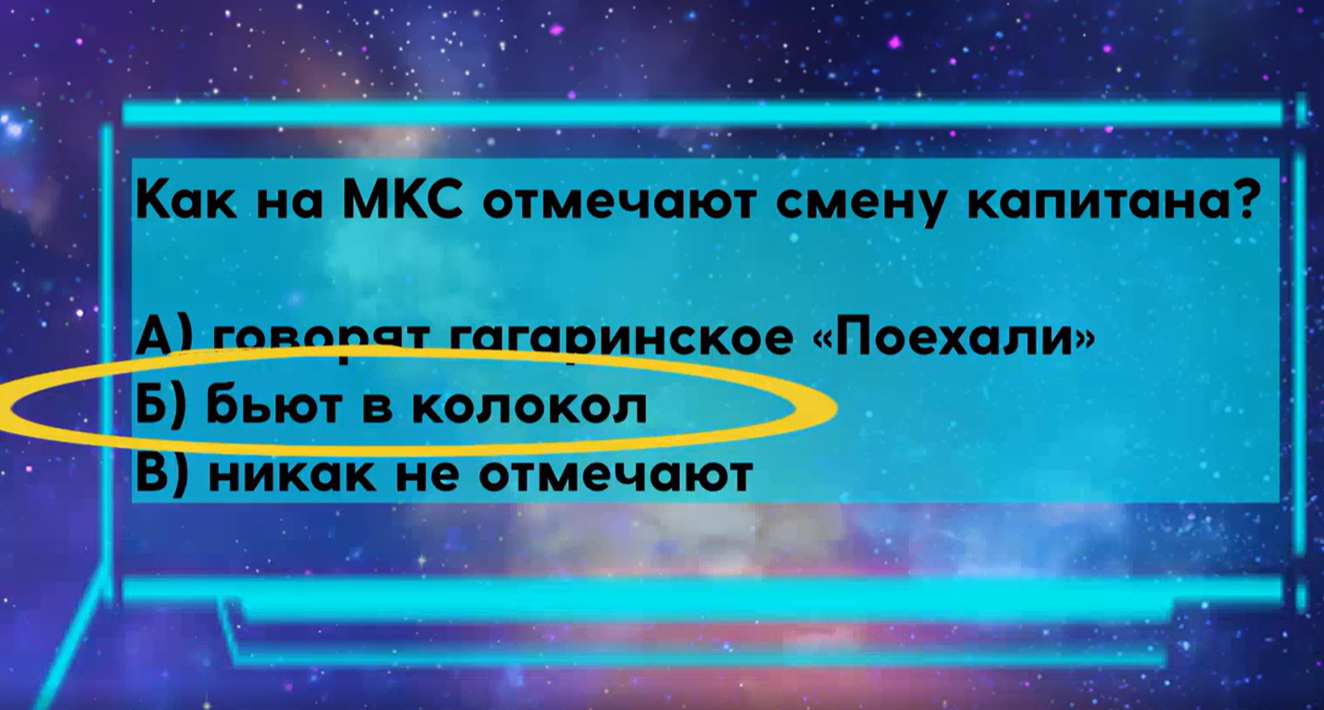 Как на МКС отмечают смену капитана?
А) говорят гагаринское «Поехали»
Б) бьют в колокол
В) никак не отмечают